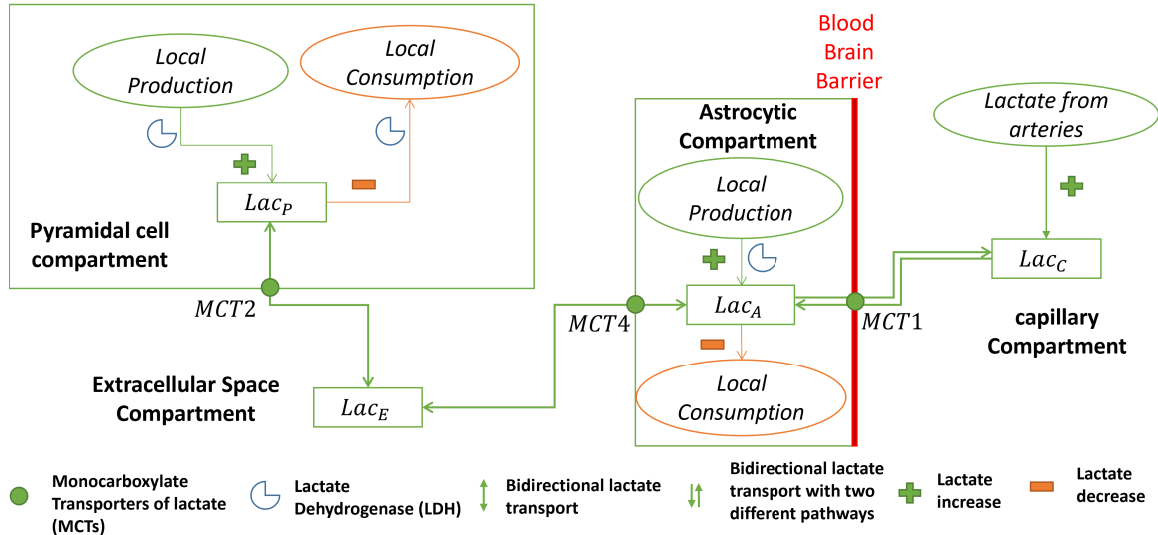 Local
Production
Local
Consumption
Lac_P
Pyramidal cell
compartment
MCT2
Extracellular Space
Compartment
Lac_E
MCT4
Blood
Brain
Barrier
Astrocytic
Compartment
Local
Production
Lac_A
Local
Consumption
MCT1
Lactate from
arteries
Lac_C
capillary
Compartment
Monocarboxylate
Transporters of lactate
(MCTs)
Lactate
Dehydrogenase (LDH)
Bidirectional lactate
transport
Bidirectional lactate
transport with two
different pathways
Lactate
increase
Lactate
decrease